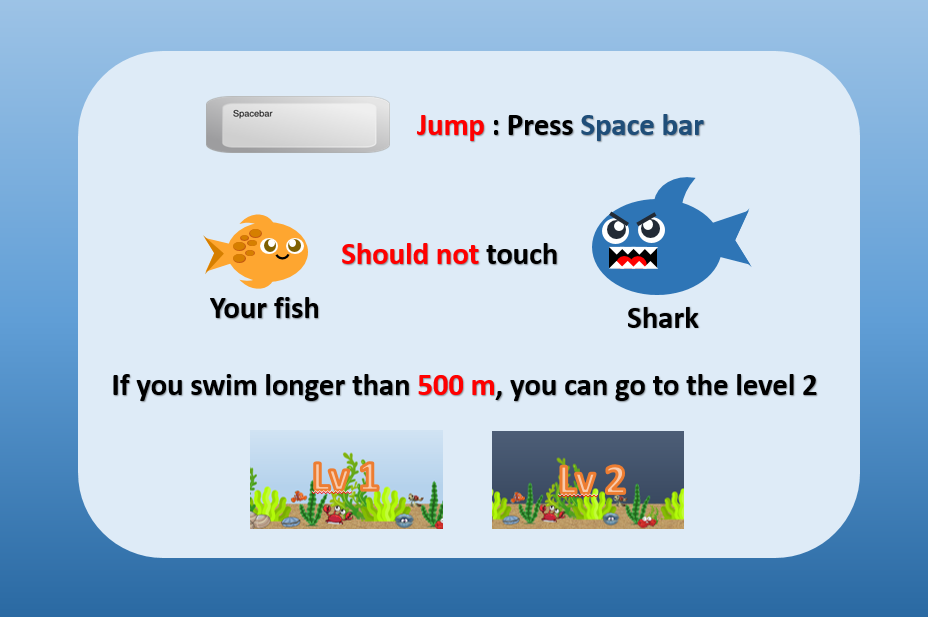 Spacebar
Jump : Press Space bar
Should not touch
Your fish
Shark
If you swim longer than 500 m, you can go to the level 2
Lv 1
Lv 2